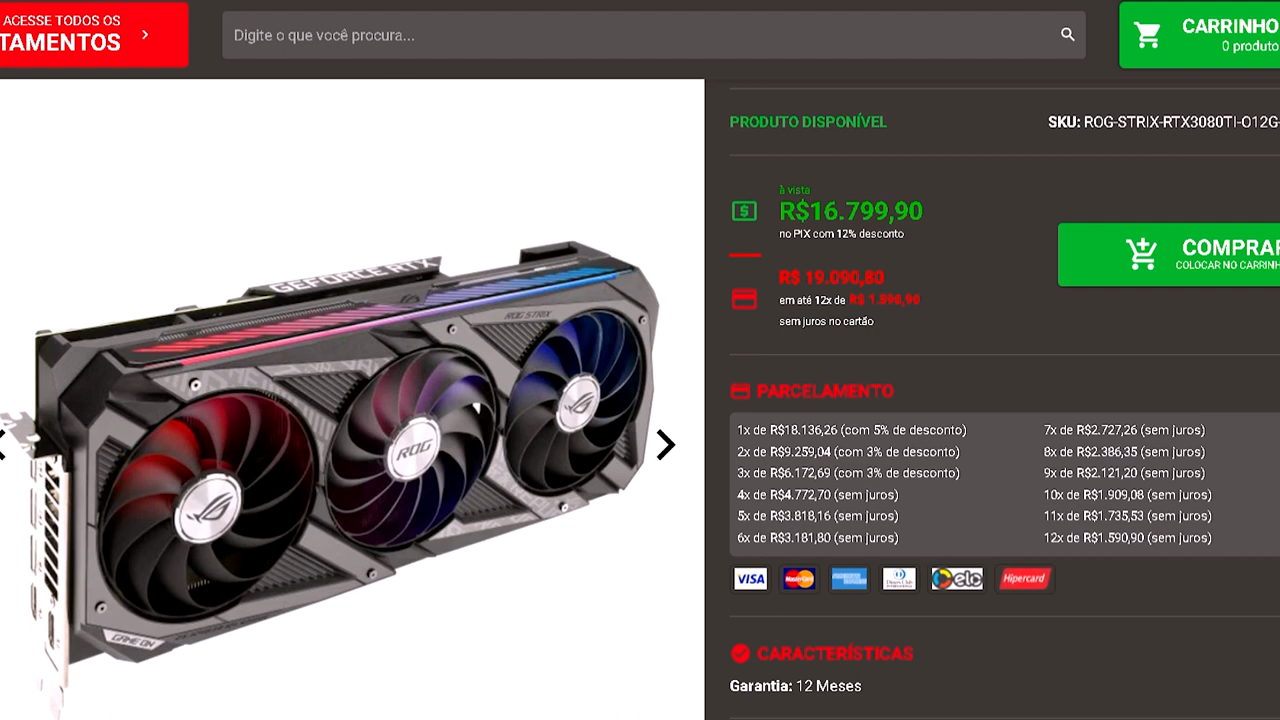 ACESSE TODOS OS
TAMENTOS
Digite o que você procura...
CARRINHO
0 produto
PRODUTO DISPONÍVEL
SKU: ROG-STRIX-RTX3080TI-O12G-
à vista
R$16.799,90
no PIX com 12% desconto
COMPRAR
COLOCAR NO CARRINH
R$ 19.090,80
em até 12x de R$ 1.590,90
sem juros no cartão
GEFORCE RTX
ROG STRIX
ROG
GAME ON
PARCELAMENTO
1x de R$18.136,26 (com 5% de desconto)
2x de R$9.259,04 (com 3% de desconto)
3x de R$6.172,69 (com 3% de desconto)
4x de R$4.772,70 (sem juros)
5x de R$3.818,16 (sem juros)
6x de R$3.181,80 (sem juros)
7x de R$2.727,26 (sem juros)
8x de R$2.386,35 (sem juros)
9x de R$2.121,20 (sem juros)
10x de R$1.909,08 (sem juros)
11x de R$1.735,53 (sem juros)
12x de R$1.590,90 (sem juros)
VISA
MasterCard
Diners Club
elo
Hipercard
CARACTERÍSTICAS
Garantia: 12 Meses